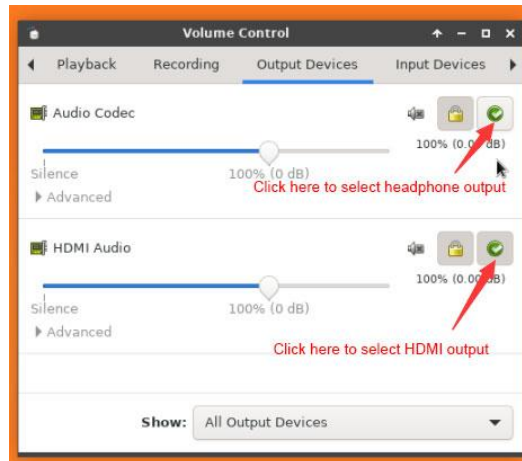 Volume Control
Playback Recording Output Devices Input Devices
Audio Codec
100% (0.00 dB)
Silence 100% (0 dB)
Click here to select headphone output
Advanced
HDMI Audio
100% (0.00 dB)
Silence 100% (0 dB)
Advanced
Click here to select HDMI output
Show: All Output Devices